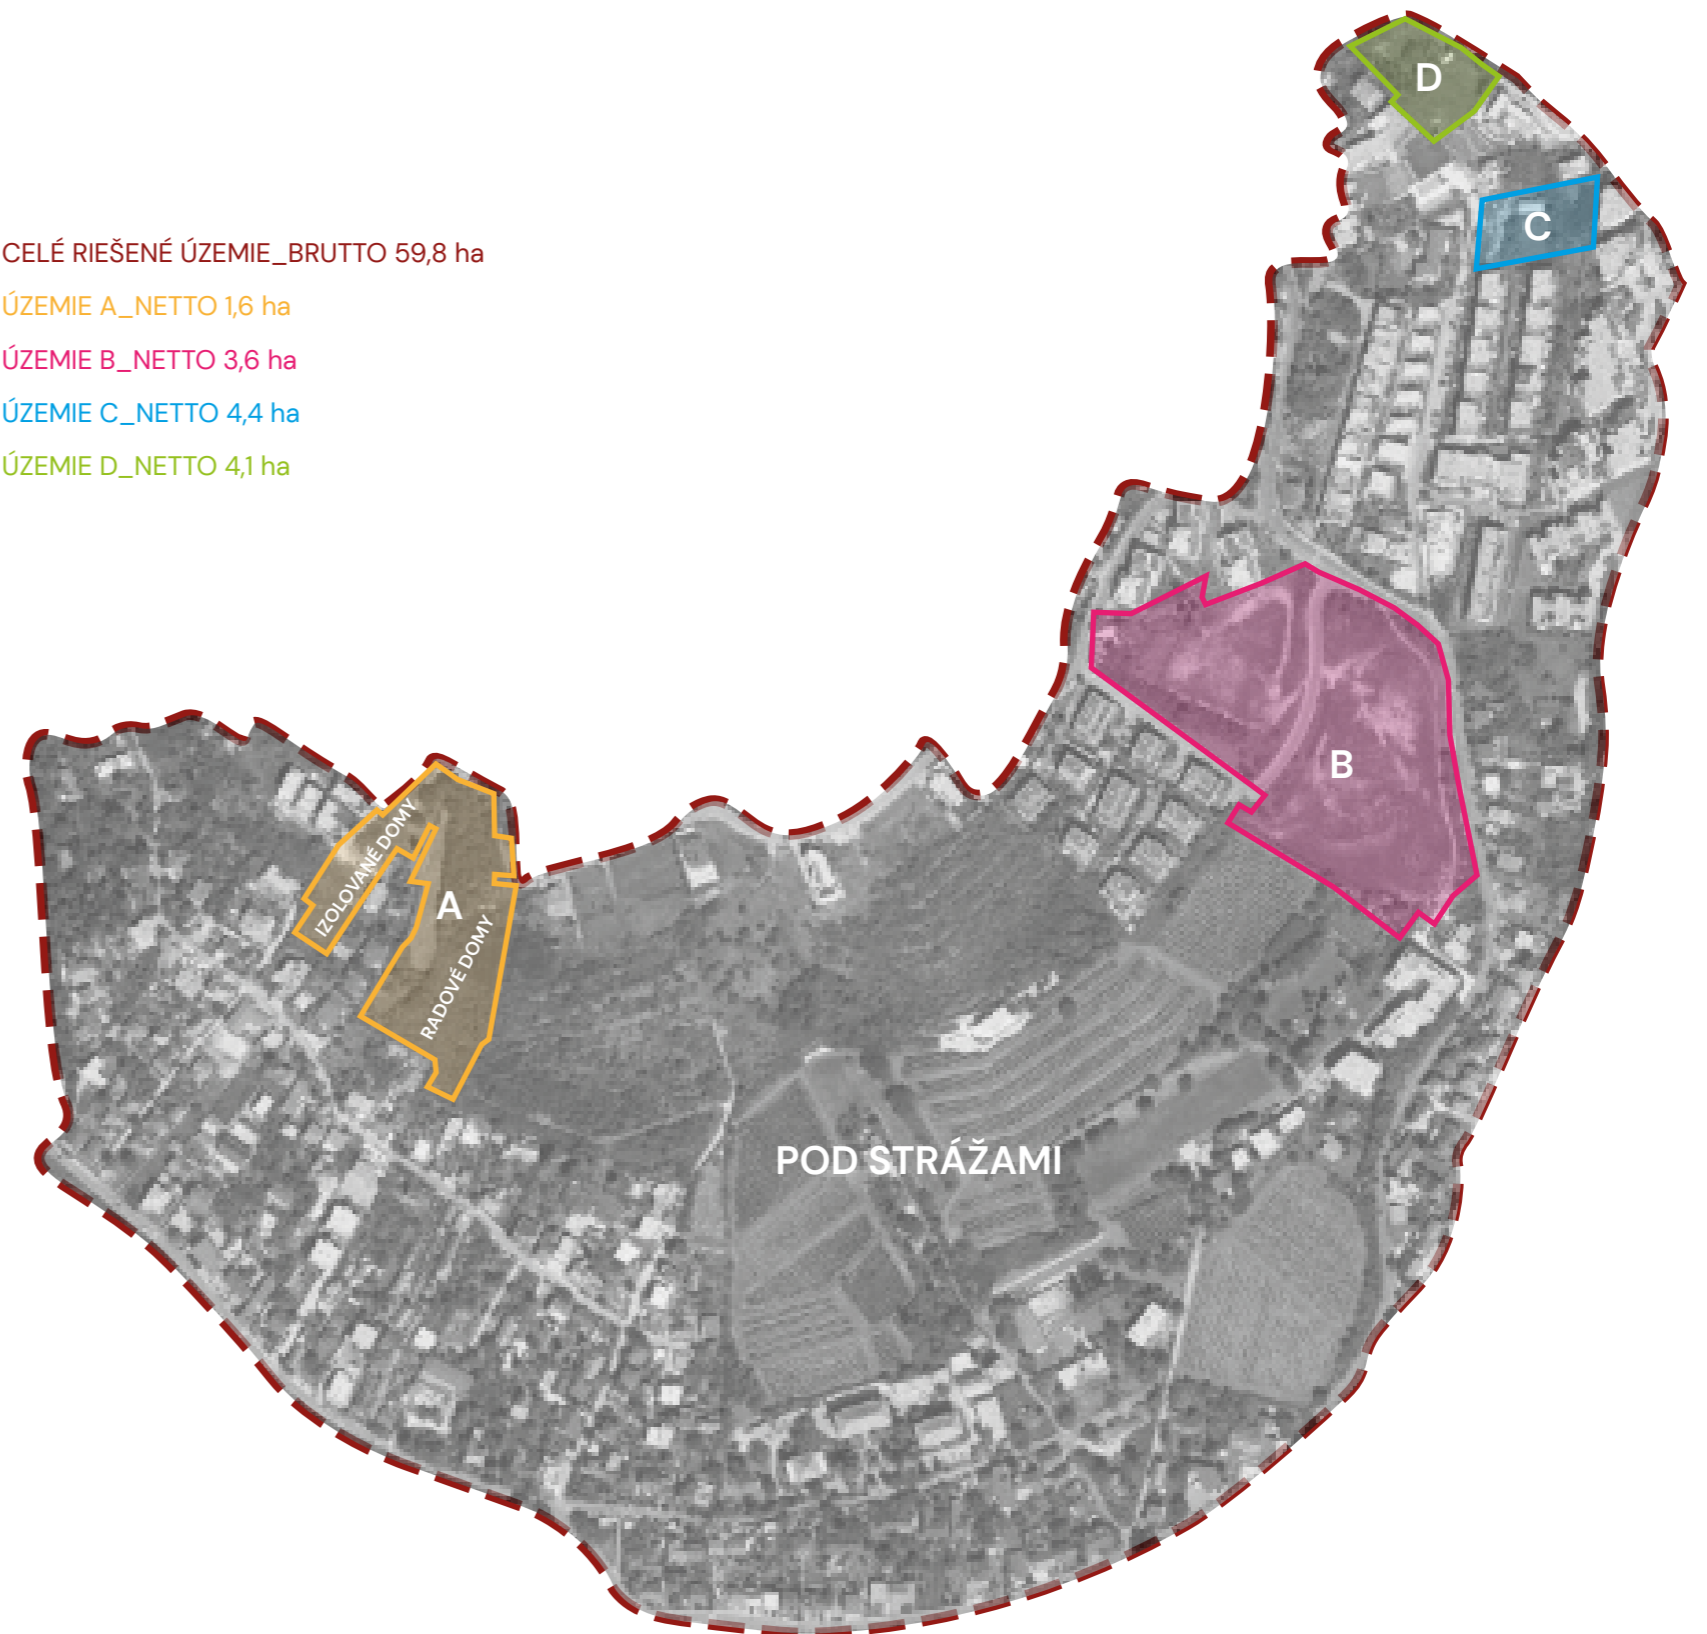 CELÉ RIEŠENÉ ÚZEMIE_BRUTTO 59,8 ha
ÚZEMIE A_NETTO 1,6 ha
ÚZEMIE B_NETTO 3,6 ha
ÚZEMIE C_NETTO 4,4 ha
ÚZEMIE D_NETTO 4,1 ha
D
C
B
IZOLOVANÉ DOMY
A
RADOVÉ DOMY
POD STRÁŽAMI